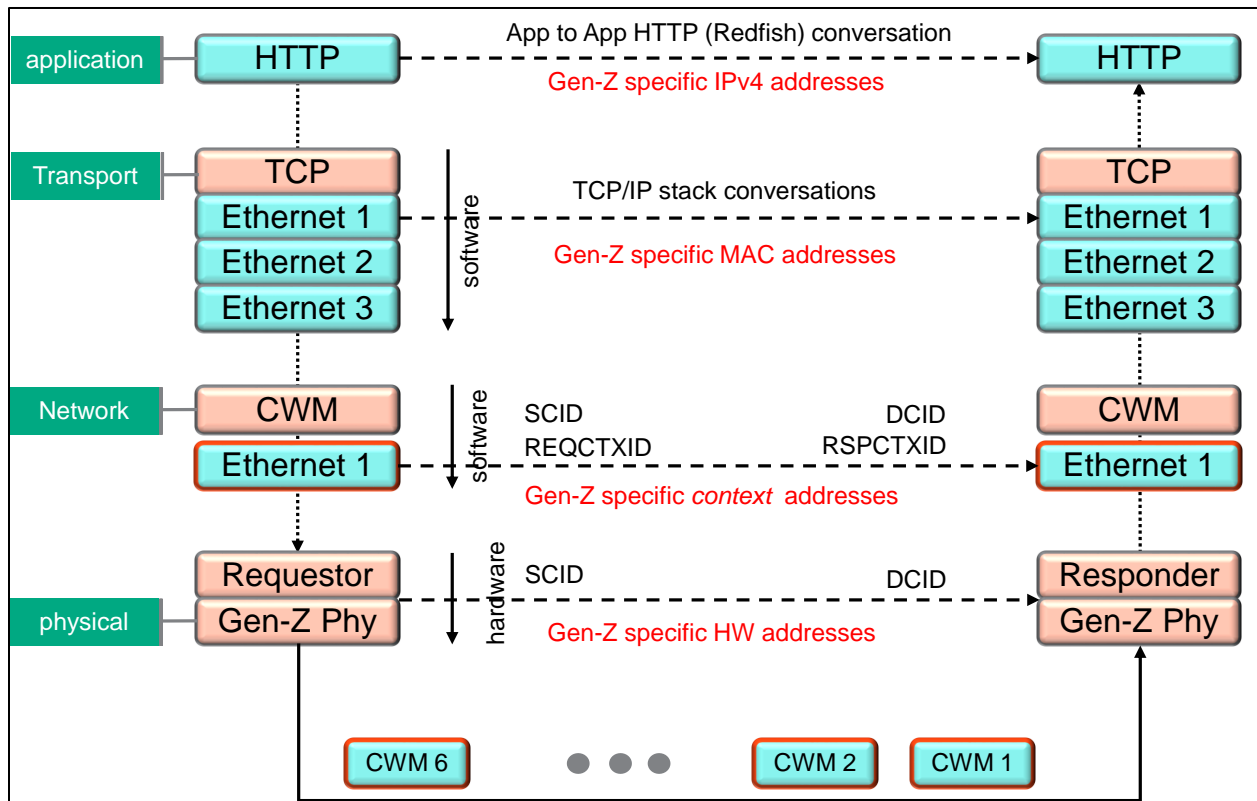 application
HTTP
App to App HTTP (Redfish) conversation
HTTP
Gen-Z specific IPv4 addresses
Transport
TCP
TCP
Ethernet 1
software
TCP/IP stack conversations
Ethernet 1
Ethernet 2
Gen-Z specific MAC addresses
Ethernet 2
Ethernet 3
Ethernet 3
Network
CWM
software
SCID
DCID
CWM
REQCTXID
RSPCTXID
Ethernet 1
Ethernet 1
Gen-Z specific context addresses
Requestor
hardware
SCID
DCID
Responder
physical
Gen-Z Phy
Gen-Z specific HW addresses
Gen-Z Phy
CWM 6
CWM 2
CWM 1